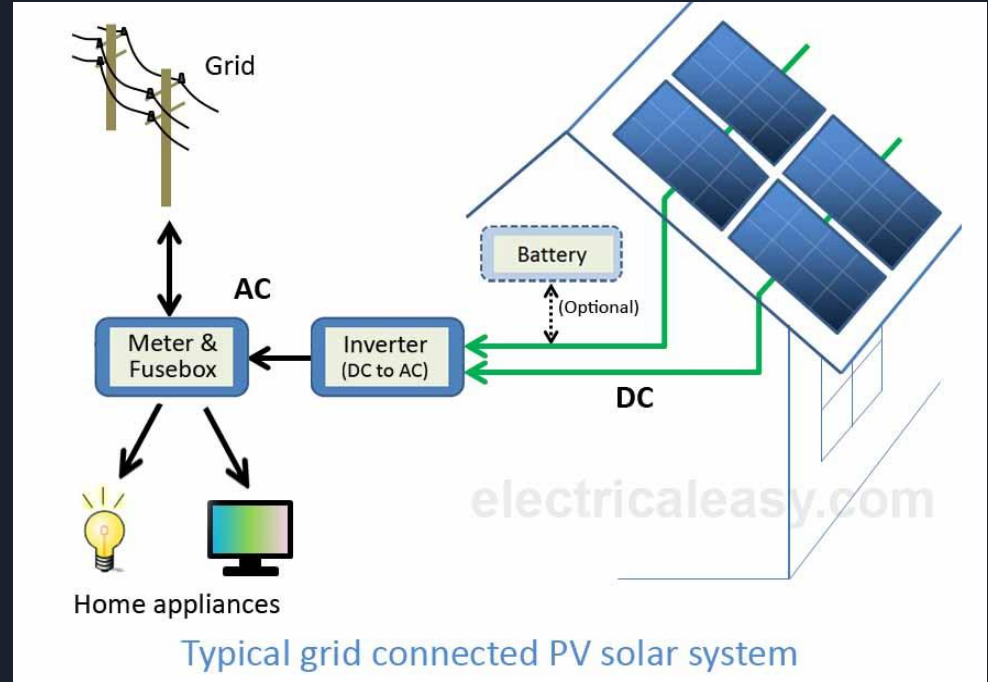 Grid
Battery
AC
(Optional)
Meter &
Fusebox
Inverter
(DC to AC)
DC
electricaleasy.com
Home appliances
Typical grid connected PV solar system